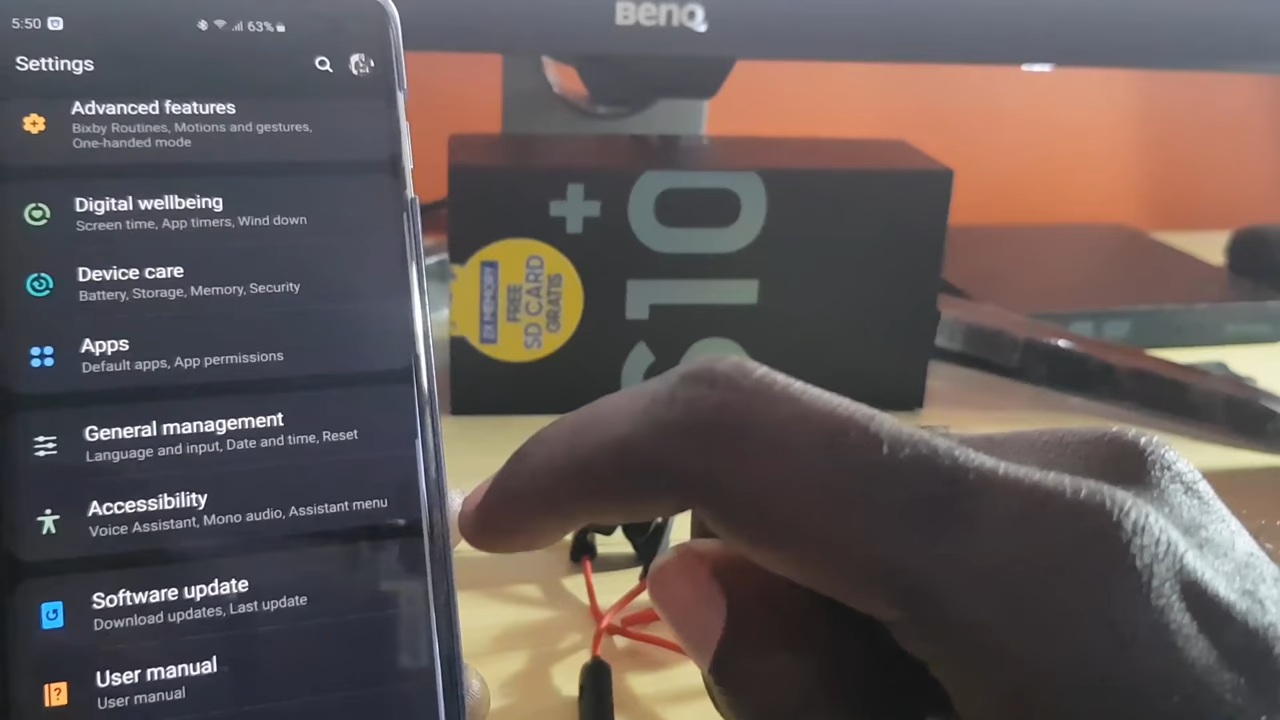 5:50
63%
Settings
Advanced features
Bixby Routines, Motions and gestures,
One-handed mode
Digital wellbeing
Screen time, App timers, Wind down
Device care
Battery, Storage, Memory, Security
Apps
Default apps, App permissions
General management
Language and input, Date and time, Reset
Accessibility
Voice Assistant, Mono audio, Assistant menu
Software update
Download updates, Last update
User manual
User manual
BenQ
S10
+
2X MEMORY
FREE
SD CARD
GRATIS